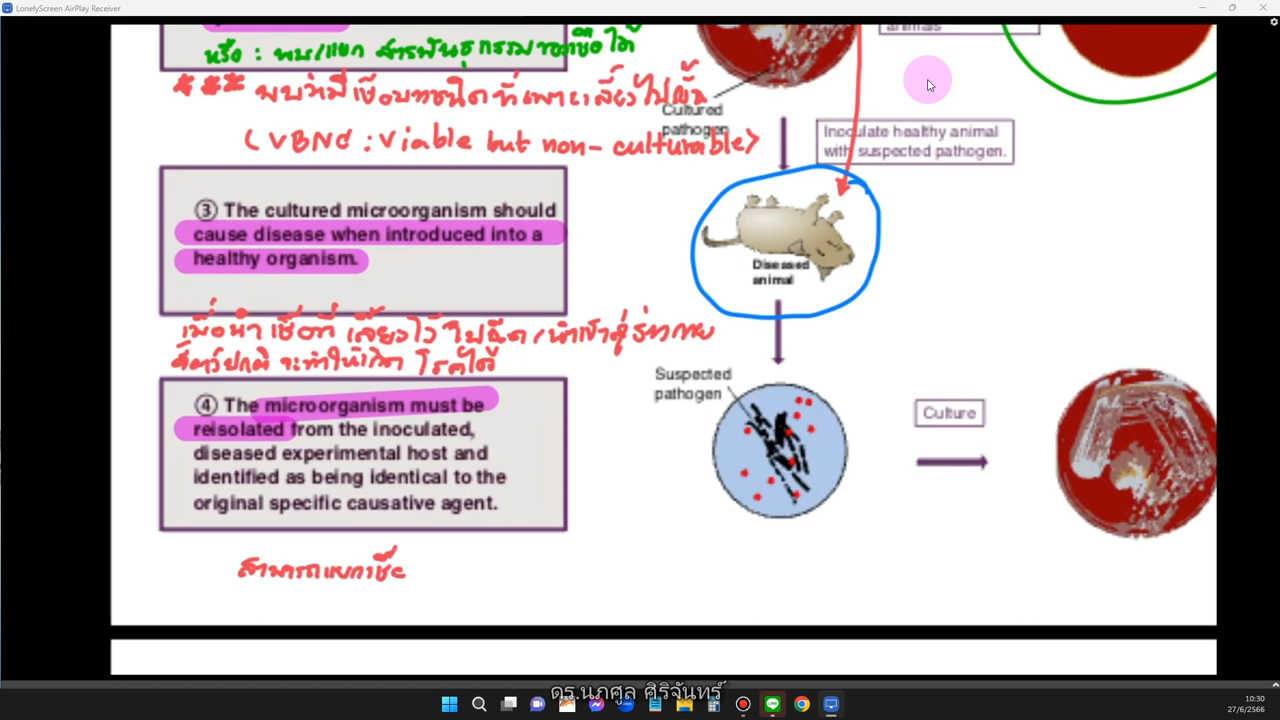 LonelyScreen AirPlay Receiver
animals
หรือ : พบ/แยก สารพันธุกรรมของเชื้อได้
*** พบว่ามีเชื้อบางชนิดที่เพาะเลี้ยงไม่ขึ้น
Cultured
pathogen
(VBNC : Viable but non-culturable)
Inoculate healthy animal
with suspected pathogen.
③ The cultured microorganism should
cause disease when introduced into a
healthy organism.
Diseased
animal
เมื่อนำเชื้อที่เลี้ยงไว้ ไปฉีด/นำเข้าสู่ร่างกาย
สัตว์ปกติ จะทำให้เกิดโรคได้
Suspected
pathogen
④ The microorganism must be
reisolated from the inoculated,
diseased experimental host and
identified as being identical to the
original specific causative agent.
Culture
สามารถแยกเชื้อ
ดร.นภศูล ศิริจันทร์
10:30
27/6/2566